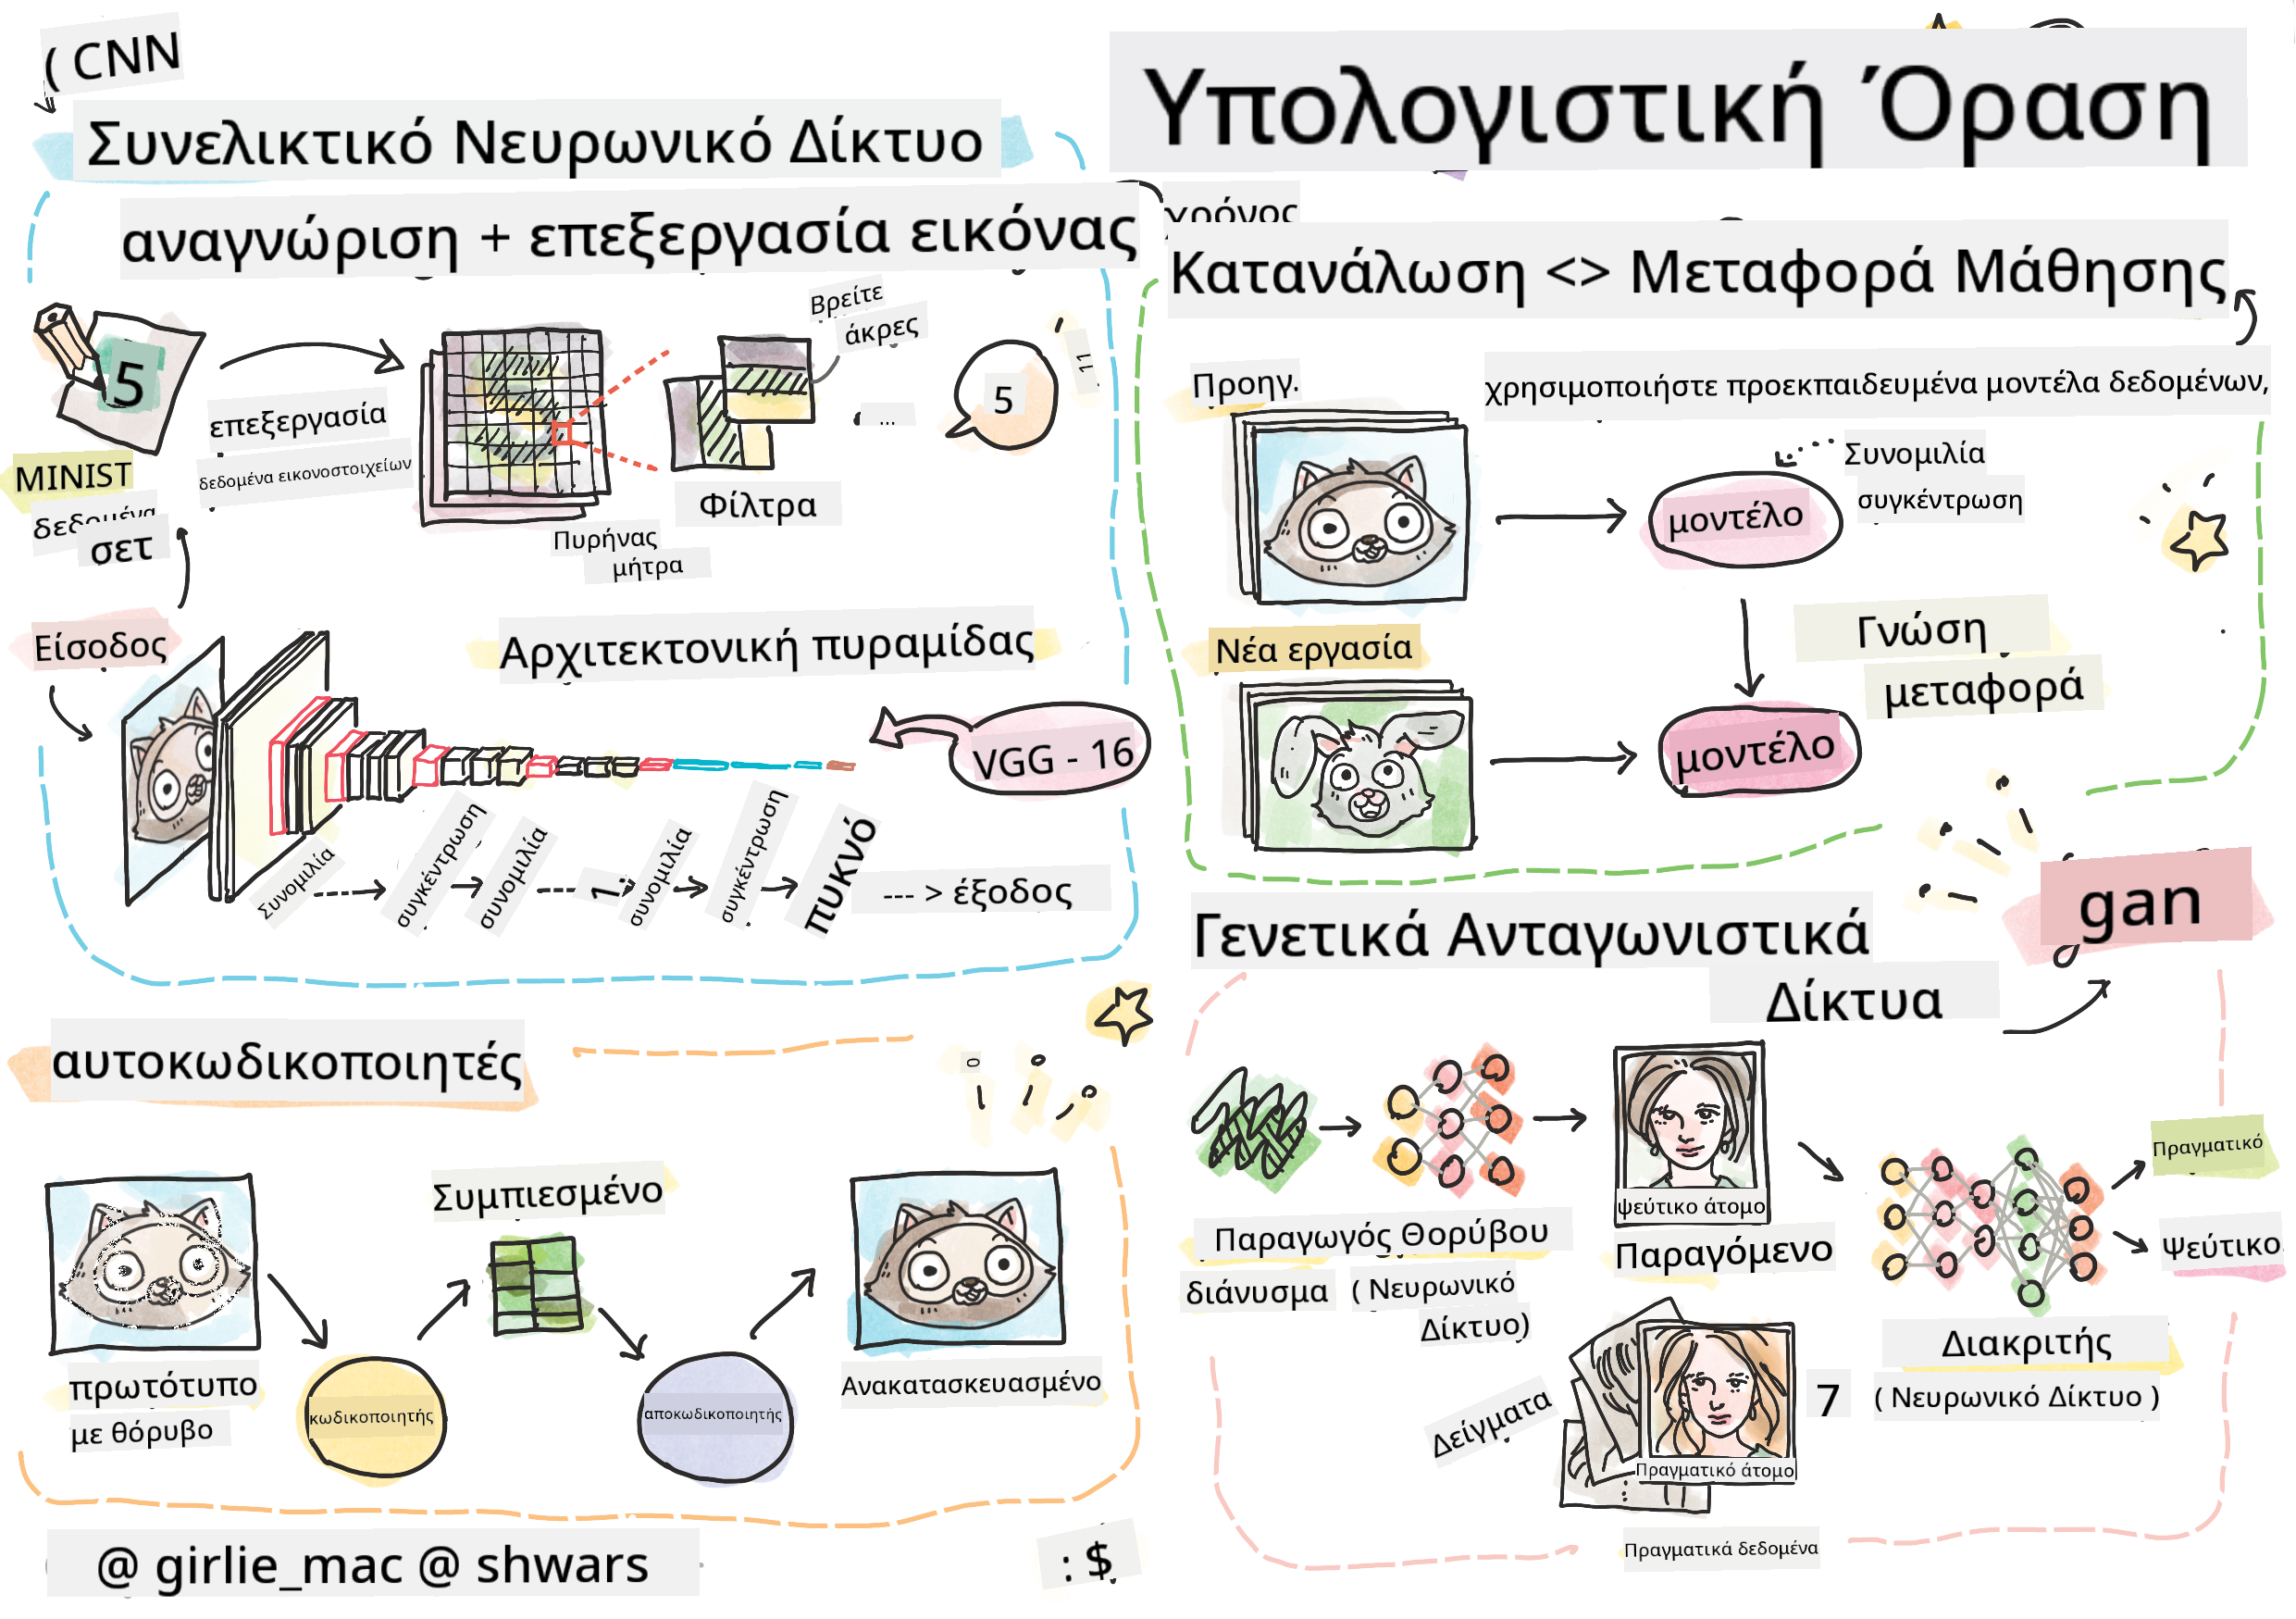 ( CNN
Συνελικτικό Νευρωνικό Δίκτυο
αναγνώριση + επεξεργασία εικόνας
5
επεξεργασία
δεδομένα εικονοστοιχείων
MINIST
δεδομένα
σετ
Πυρήνας
μήτρα
Βρείτε
άκρες
Φίλτρα
...
5
11
Είσοδος
Αρχιτεκτονική πυραμίδας
VGG - 16
Συνομιλία
συγκέντρωση
συνομιλία
1;
συνομιλία
συγκέντρωση
πυκνό
--- > έξοδος
αυτοκωδικοποιητές
0
Συμπιεσμένο
πρωτότυπο
με θόρυβο
κωδικοποιητής
αποκωδικοποιητής
Ανακατασκευασμένο
@ girlie_mac @ shwars
: $
Υπολογιστική Όραση
χρόνος
Κατανάλωση <> Μεταφορά Μάθησης
Προηγ.
χρησιμοποιήστε προεκπαιδευμένα μοντέλα δεδομένων,
Συνομιλία
συγκέντρωση
μοντέλο
Γνώση
μεταφορά
Νέα εργασία
μοντέλο
gan
Γενετικά Ανταγωνιστικά
Δίκτυα
ψεύτικο άτομο
Παραγωγός Θορύβου
διάνυσμα ( Νευρωνικό
Δίκτυο)
Παραγόμενο
Πραγματικό
Ψεύτικο
Διακριτής
( Νευρωνικό Δίκτυο )
7
Δείγματα
Πραγματικό άτομο
Πραγματικά δεδομένα